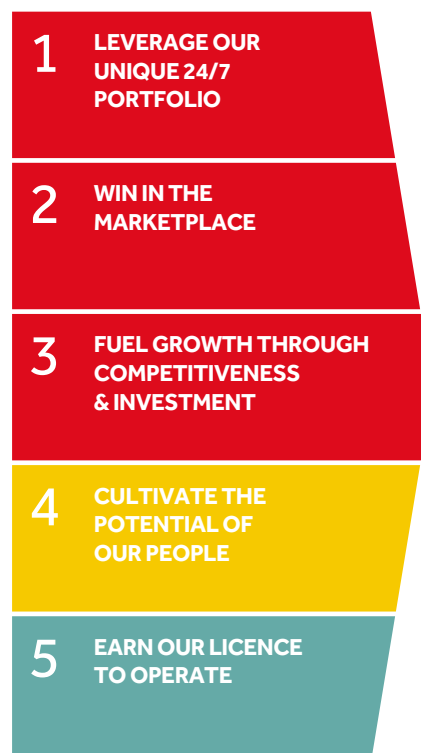 1
LEVERAGE OUR
UNIQUE 24/7
PORTFOLIO
2
WIN IN THE
MARKETPLACE
3
FUEL GROWTH THROUGH
COMPETITIVENESS
& INVESTMENT
4
CULTIVATE THE
POTENTIAL OF
OUR PEOPLE
5
EARN OUR LICENCE
TO OPERATE